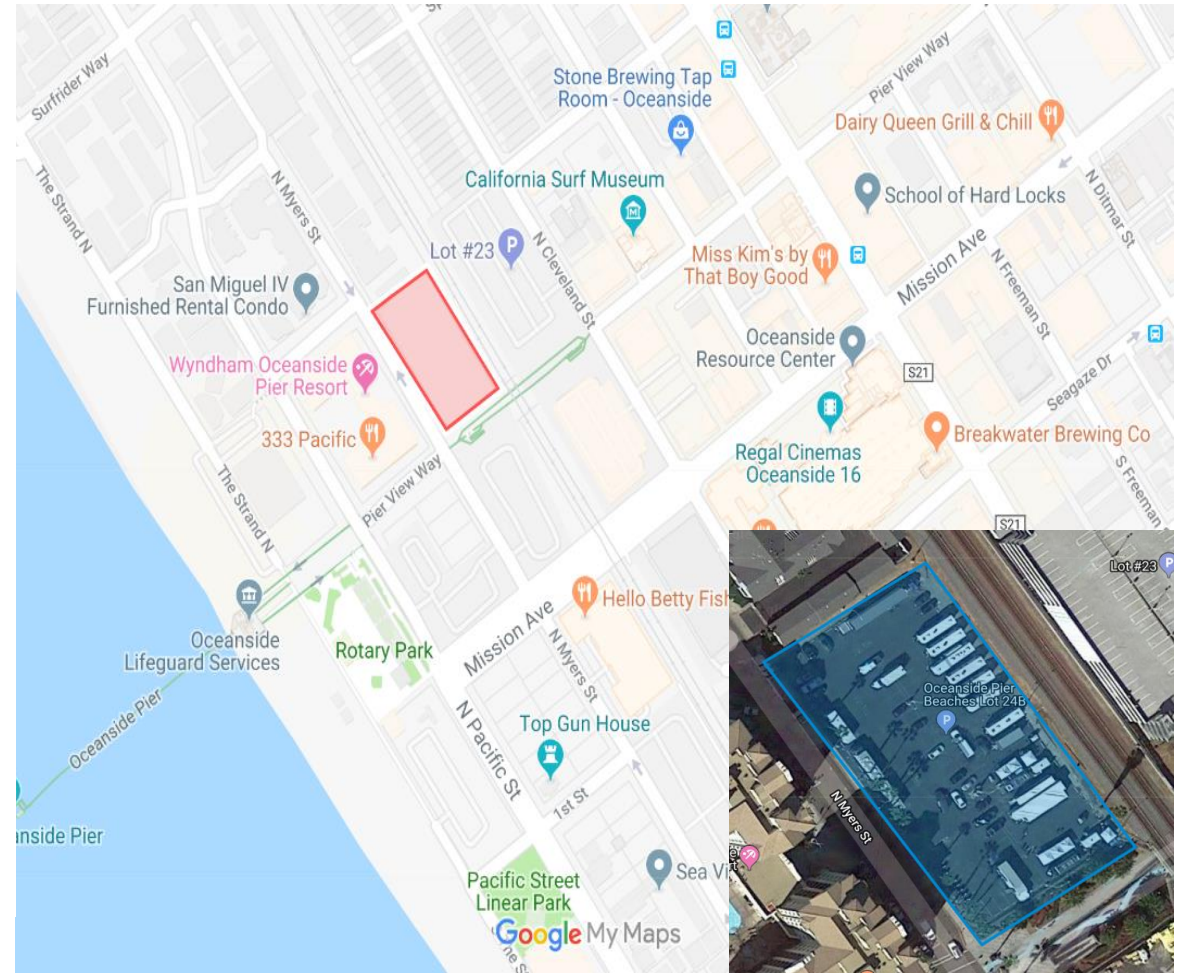 Surfrider Way
Stone Brewing Tap
Room - Oceanside
Pier View Way
Dairy Queen Grill & Chill
The Strand N
N Myers St
California Surf Museum
School of Hard Locks
N Ditmar St
Lot #23
N Cleveland St
Miss Kim's by
That Boy Good
Mission Ave
N Freeman St
San Miguel IV
Furnished Rental Condo
Oceanside
Resource Center
Wyndham Oceanside
Pier Resort
S21
Seagaze Dr
333 Pacific
Regal Cinemas
Oceanside 16
Breakwater Brewing Co
The Strand N
Pier View Way
S Freeman
S21
Oceanside
Lifeguard Services
Rotary Park
Mission Ave
Hello Betty Fish
N Myers St
Oceanside Pier
N Pacific St
Top Gun House
1st St
anside Pier
Pacific Street
Linear Park
Sea Vi
Google My Maps
Lot #23
Oceanside Pier
Beaches Lot 24B
N Myers St